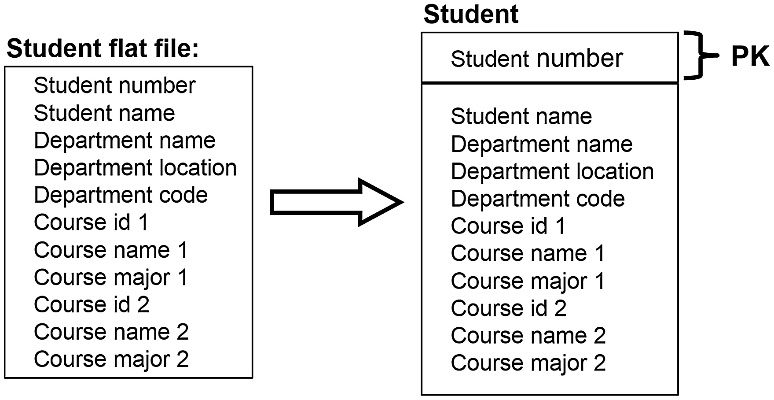 Student flat file:
Student number
Student name
Department name
Department location
Department code
Course id 1
Course name 1
Course major 1
Course id 2
Course name 2
Course major 2
Student
Student number
PK
Student name
Department name
Department location
Department code
Course id 1
Course name 1
Course major 1
Course id 2
Course name 2
Course major 2